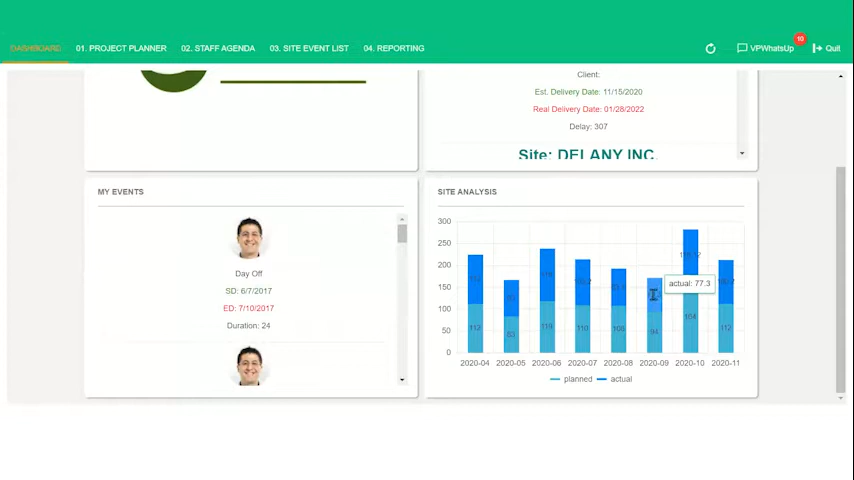 DASHBOARD 01. PROJECT PLANNER 02. STAFF AGENDA 03. SITE EVENT LIST 04. REPORTING VPWhatsUp 10 Quit
Client:
Est. Delivery Date: 11/15/2020
Real Delivery Date: 01/28/2022
Delay: 307
Site: DELANY INC.
MY EVENTS
Day Off
SD: 6/7/2017
ED: 7/10/2017
Duration: 24
SITE ANALYSIS
300
250
200
150
100
50
0
actual: 77.3
112 83 119 110 108 94 164 112
2020-04 2020-05 2020-06 2020-07 2020-08 2020-09 2020-10 2020-11
planned actual